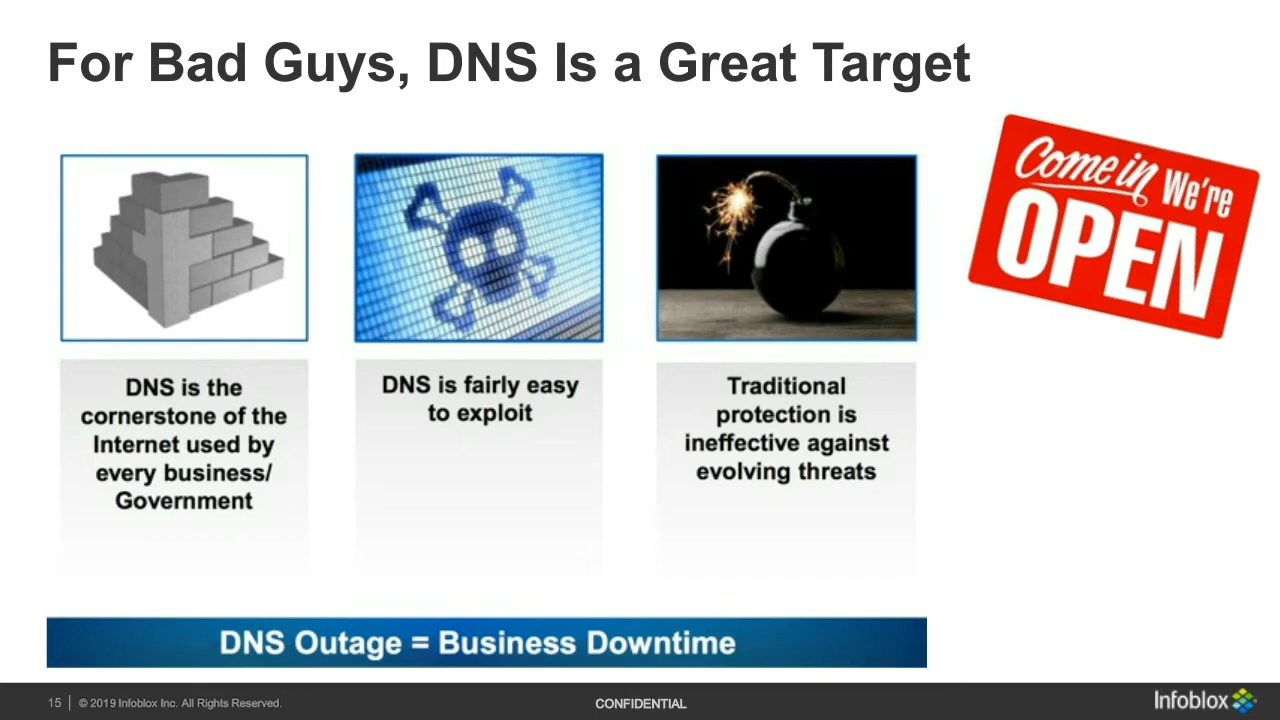 For Bad Guys, DNS Is a Great Target
Come in We're
OPEN
DNS is the
cornerstone of the
Internet used by
every business/
Government
DNS is fairly easy
to exploit
Traditional
protection is
ineffective against
evolving threats
DNS Outage = Business Downtime
15 | © 2019 Infoblox Inc. All Rights Reserved.
CONFIDENTIAL
Infoblox